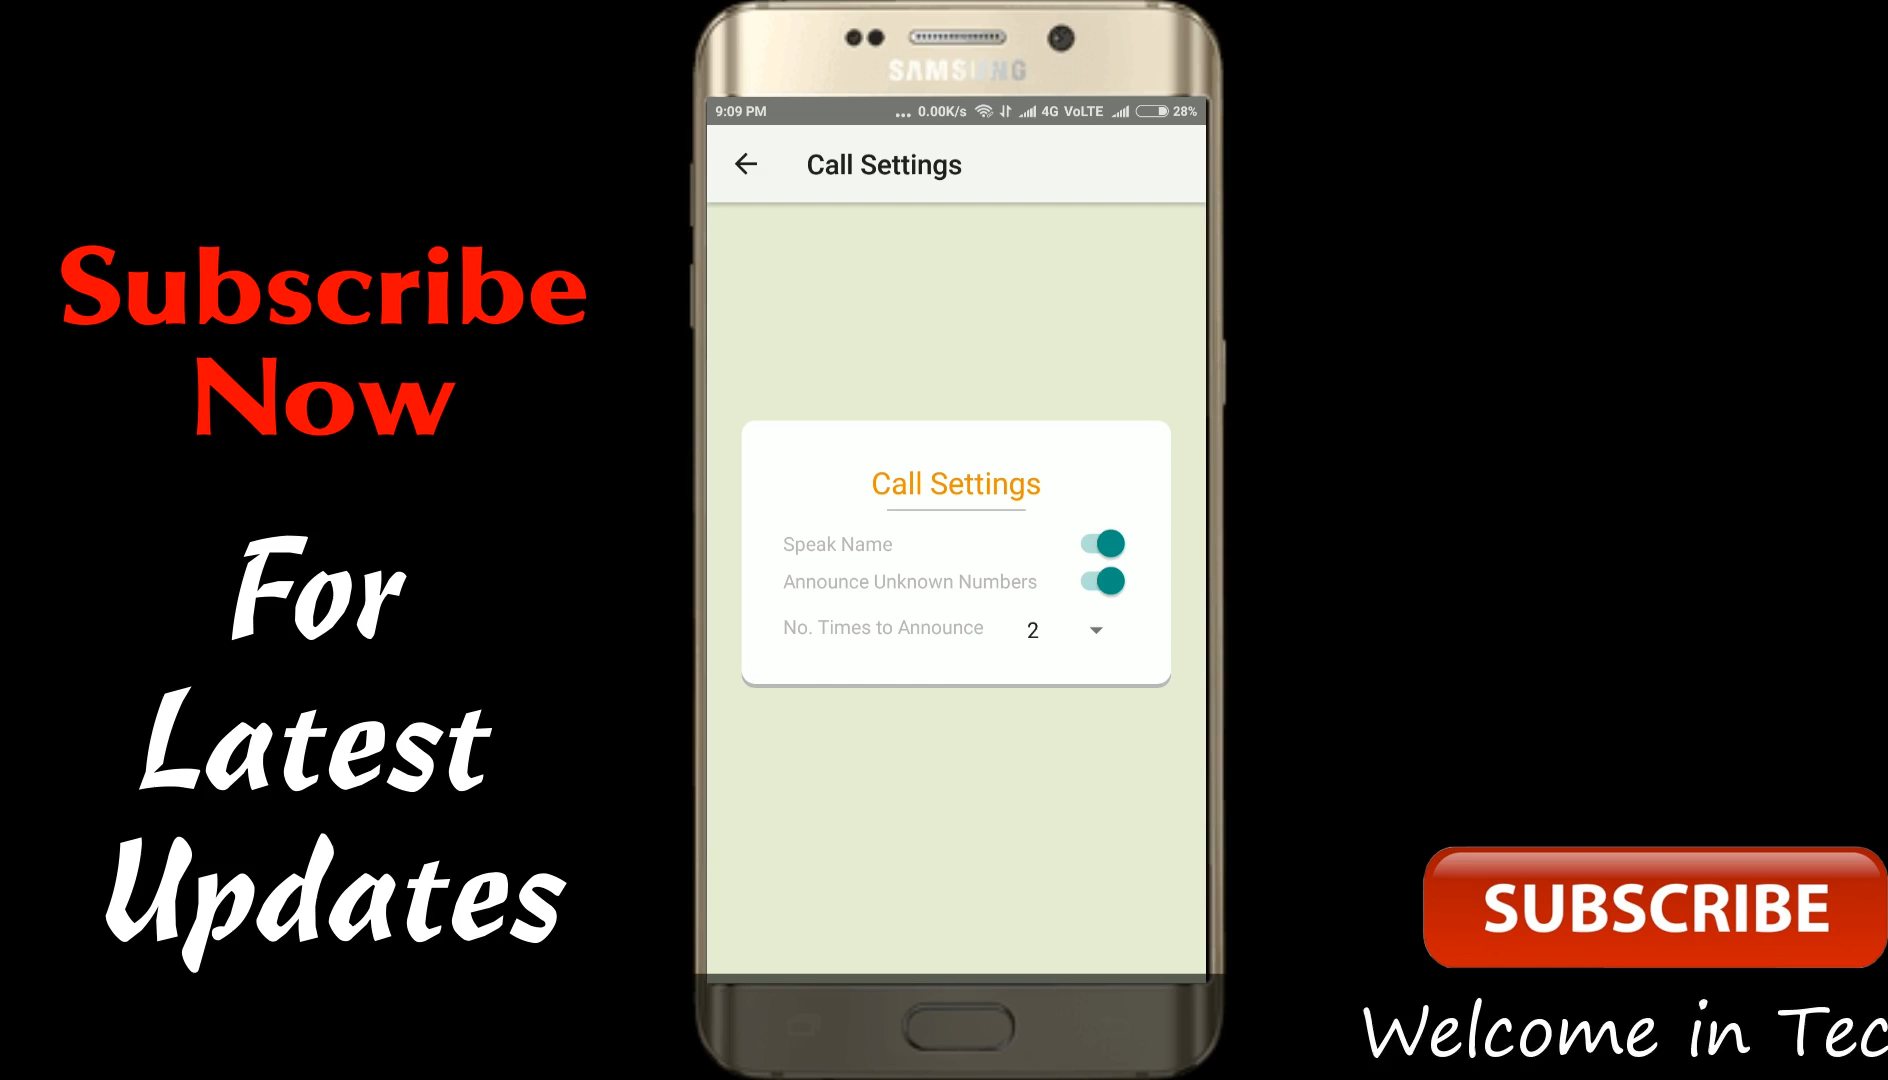 SAMSUNG
9:09 PM ... 0.00K/s 4G VoLTE 28%
Call Settings
Call Settings
Speak Name
Announce Unknown Numbers
No. Times to Announce 2
Subscribe
Now
For
Latest
Updates
SUBSCRIBE
Welcome in Tec